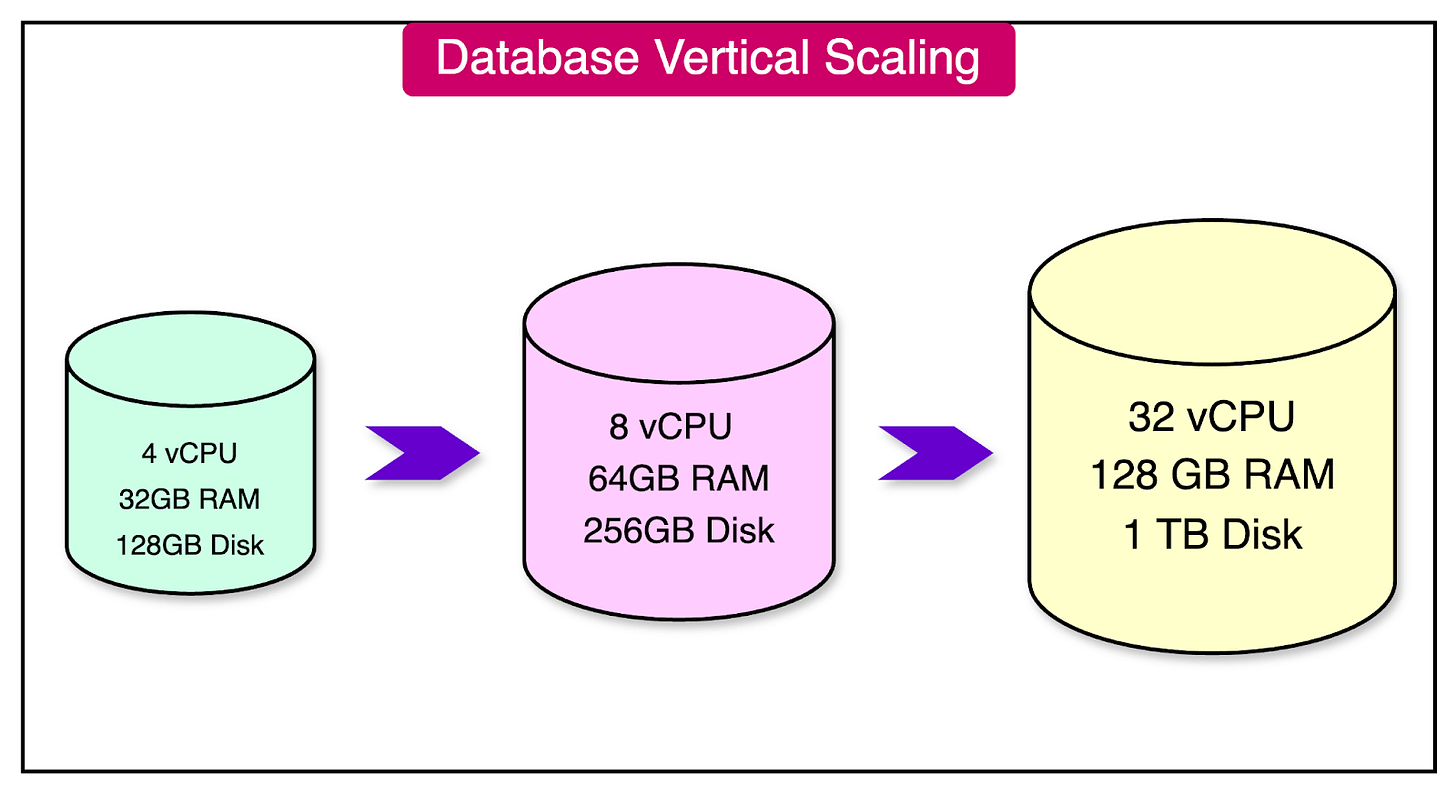 Database Vertical Scaling
4 vCPU
32GB RAM
128GB Disk
8 vCPU
64GB RAM
256GB Disk
32 vCPU
128 GB RAM
1 TB Disk